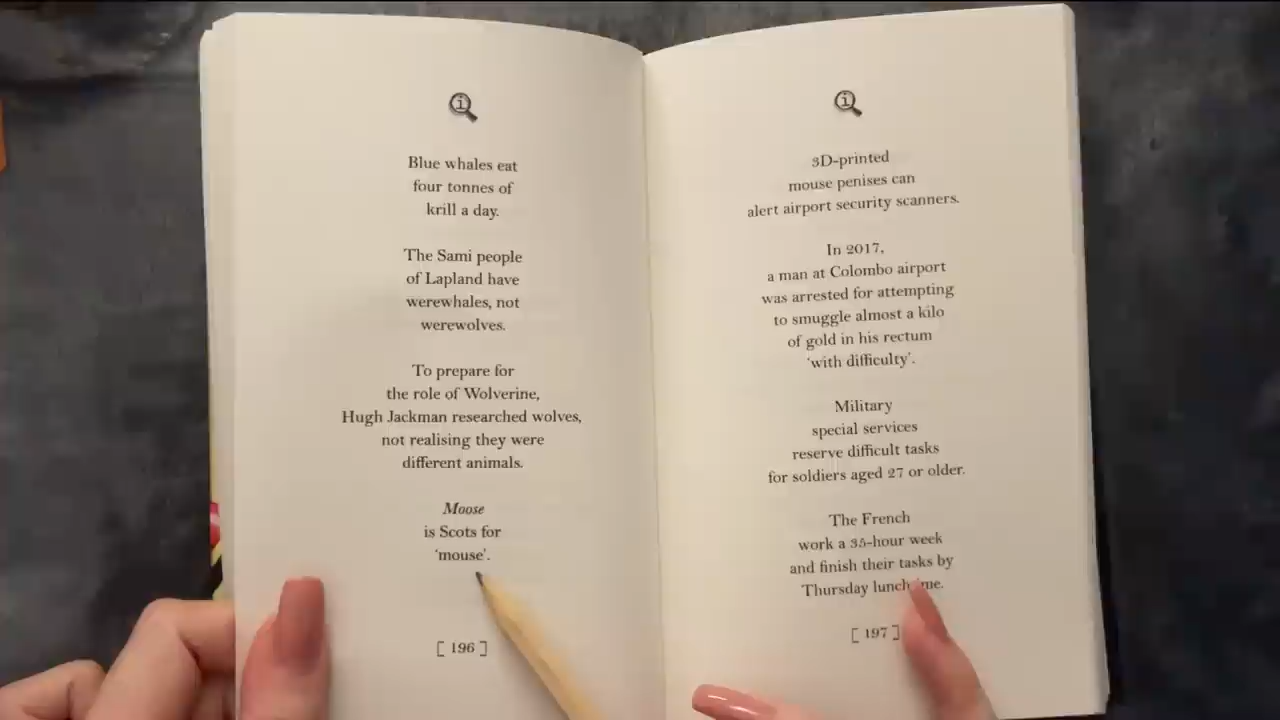 Blue whales eat
four tonnes of
krill a day.
The Sami people
of Lapland have
werewhales, not
werewolves.
To prepare for
the role of Wolverine,
Hugh Jackman researched wolves,
not realising they were
different animals.
Moose
is Scots for
‘mouse’.
[ 196 ]
3D-printed
mouse penises can
alert airport security scanners.
In 2017,
a man at Colombo airport
was arrested for attempting
to smuggle almost a kilo
of gold in his rectum
‘with difficulty’.
Military
special services
reserve difficult tasks
for soldiers aged 27 or older.
The French
work a 35-hour week
and finish their tasks by
Thursday lunchtime.
[ 197 ]